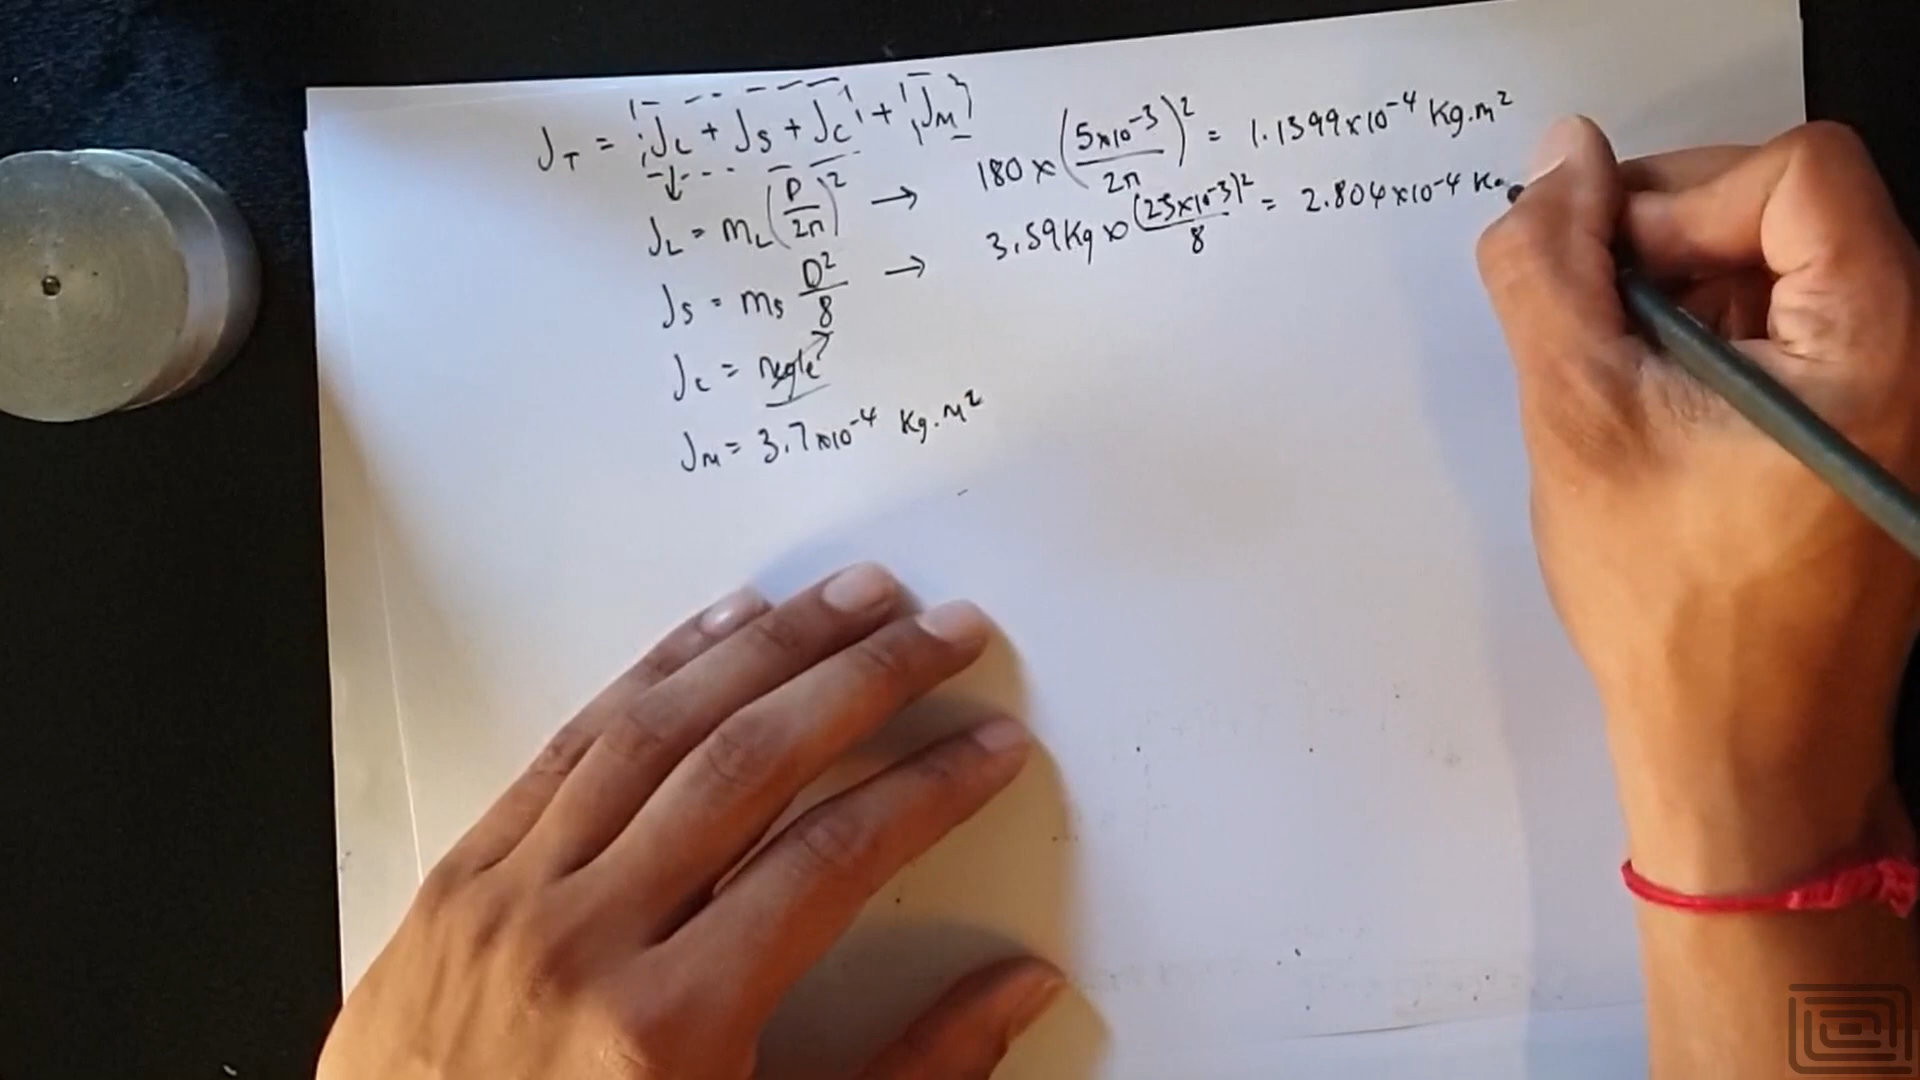 J_T = J_L + J_S + J_C + J_M
J_L = m_L (P/2π)² → 180 × (5×10⁻³/2π)² = 1.1399×10⁻⁴ Kg.m²
J_S = m_S D²/8 → 3.59Kg × (25×10⁻³)²/8 = 2.804×10⁻⁴ K
J_C = negle
J_M = 3.7×10⁻⁴ Kg.m²